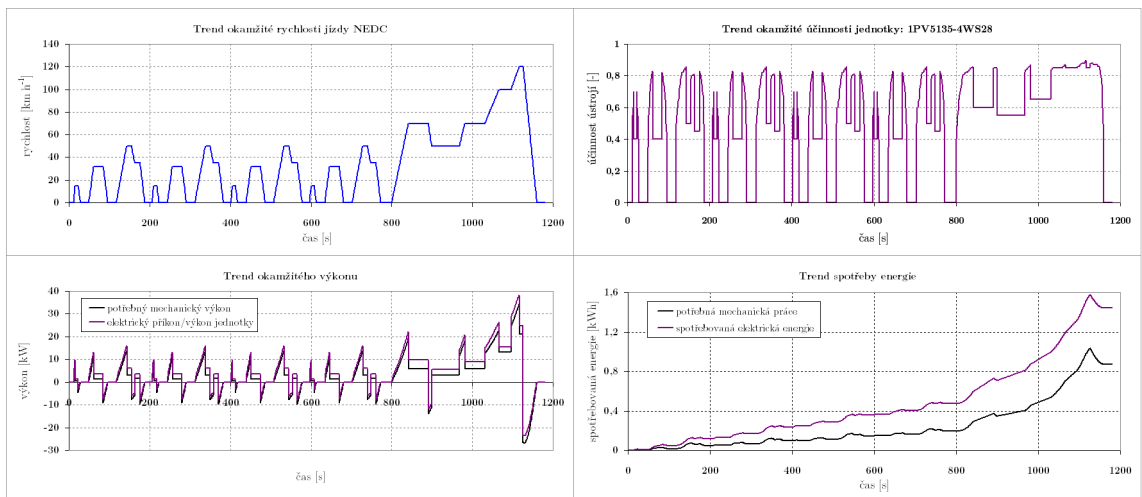 Trend okamžité rychlosti jízdy NEDC
rychlost [km h⁻¹]
140
120
100
80
60
40
20
0
0 200 400 600 800 1000 1200
čas [s]
Trend okamžité účinnosti jednotky: 1PV5135-4WS28
účinnost ústrojí [-]
1
0,8
0,6
0,4
0,2
0
0 200 400 600 800 1000 1200
čas [s]
Trend okamžitého výkonu
potřebný mechanický výkon
elektrický příkon/výkon jednotky
výkon [kW]
40
30
20
10
0
-10
-20
-30
0 200 400 600 800 1000 1200
čas [s]
Trend spotřeby energie
potřebná mechanická práce
spotřebovaná elektrická energie
spotřebovaná energie [kWh]
1,6
1,2
0,8
0,4
0
0 200 400 600 800 1000 1200
čas [s]